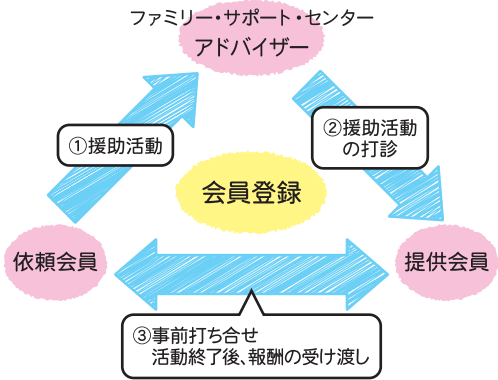 ファミリー・サポート・センター
アドバイザー
①援助活動
②援助活動
の打診
会員登録
依頼会員
提供会員
③事前打ち合せ
活動終了後、報酬の受け渡し